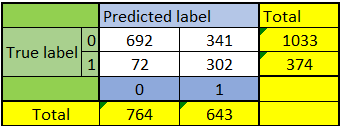 Predicted label Total
True label 0 692 341 1033
1 72 302 374
0 1
Total 764 643